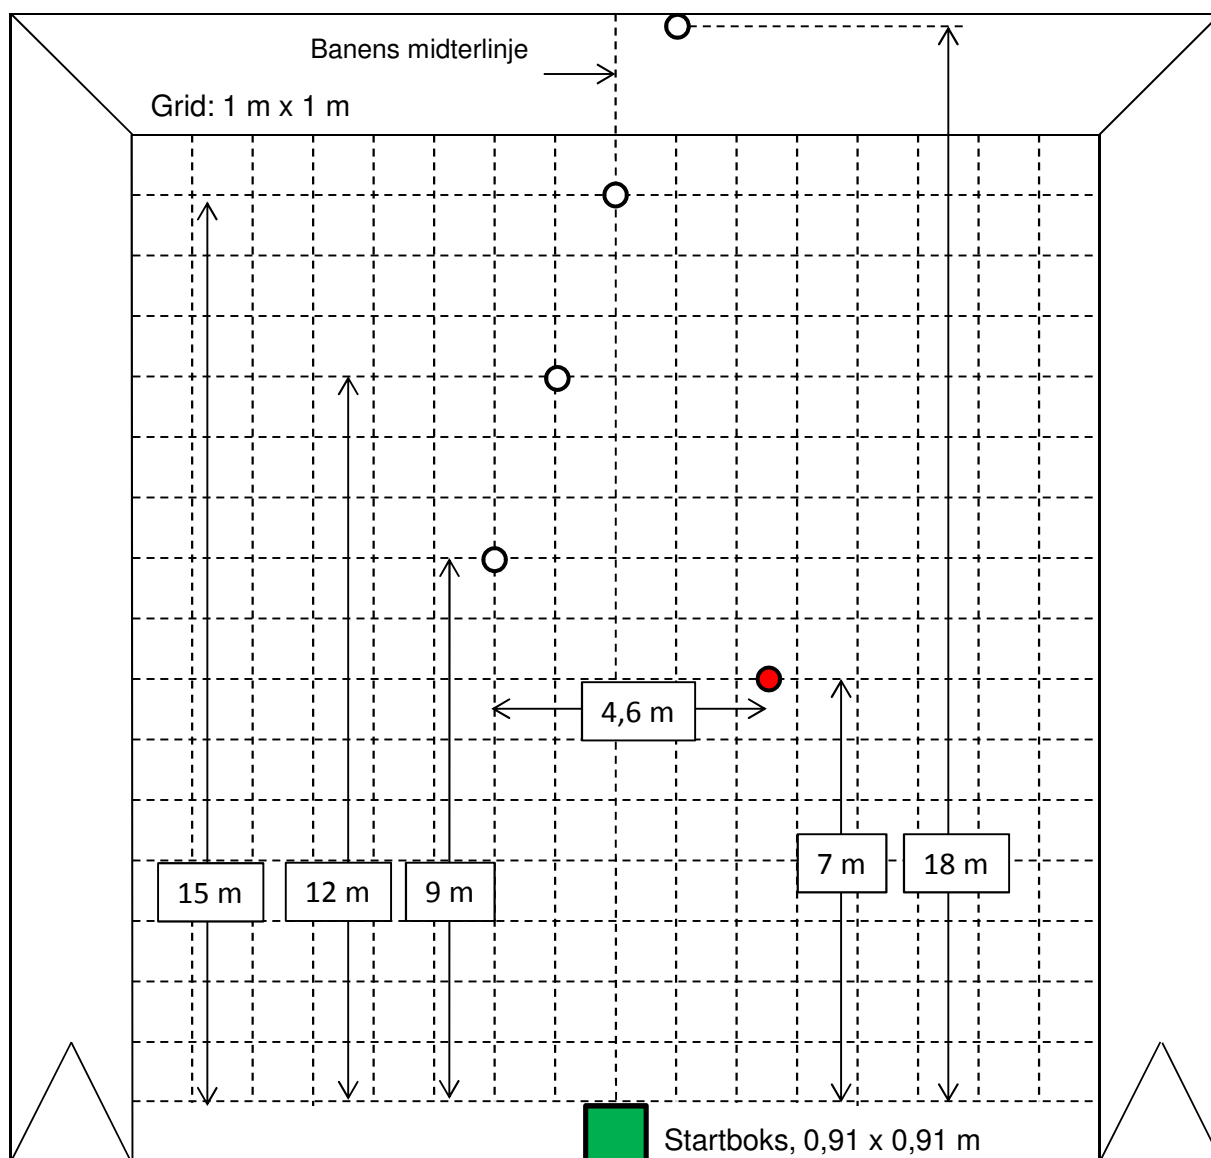 Banens midterlinje
Grid: 1 m x 1 m
4,6 m
7 m
18 m
15 m
12 m
9 m
Startboks, 0,91 x 0,91 m